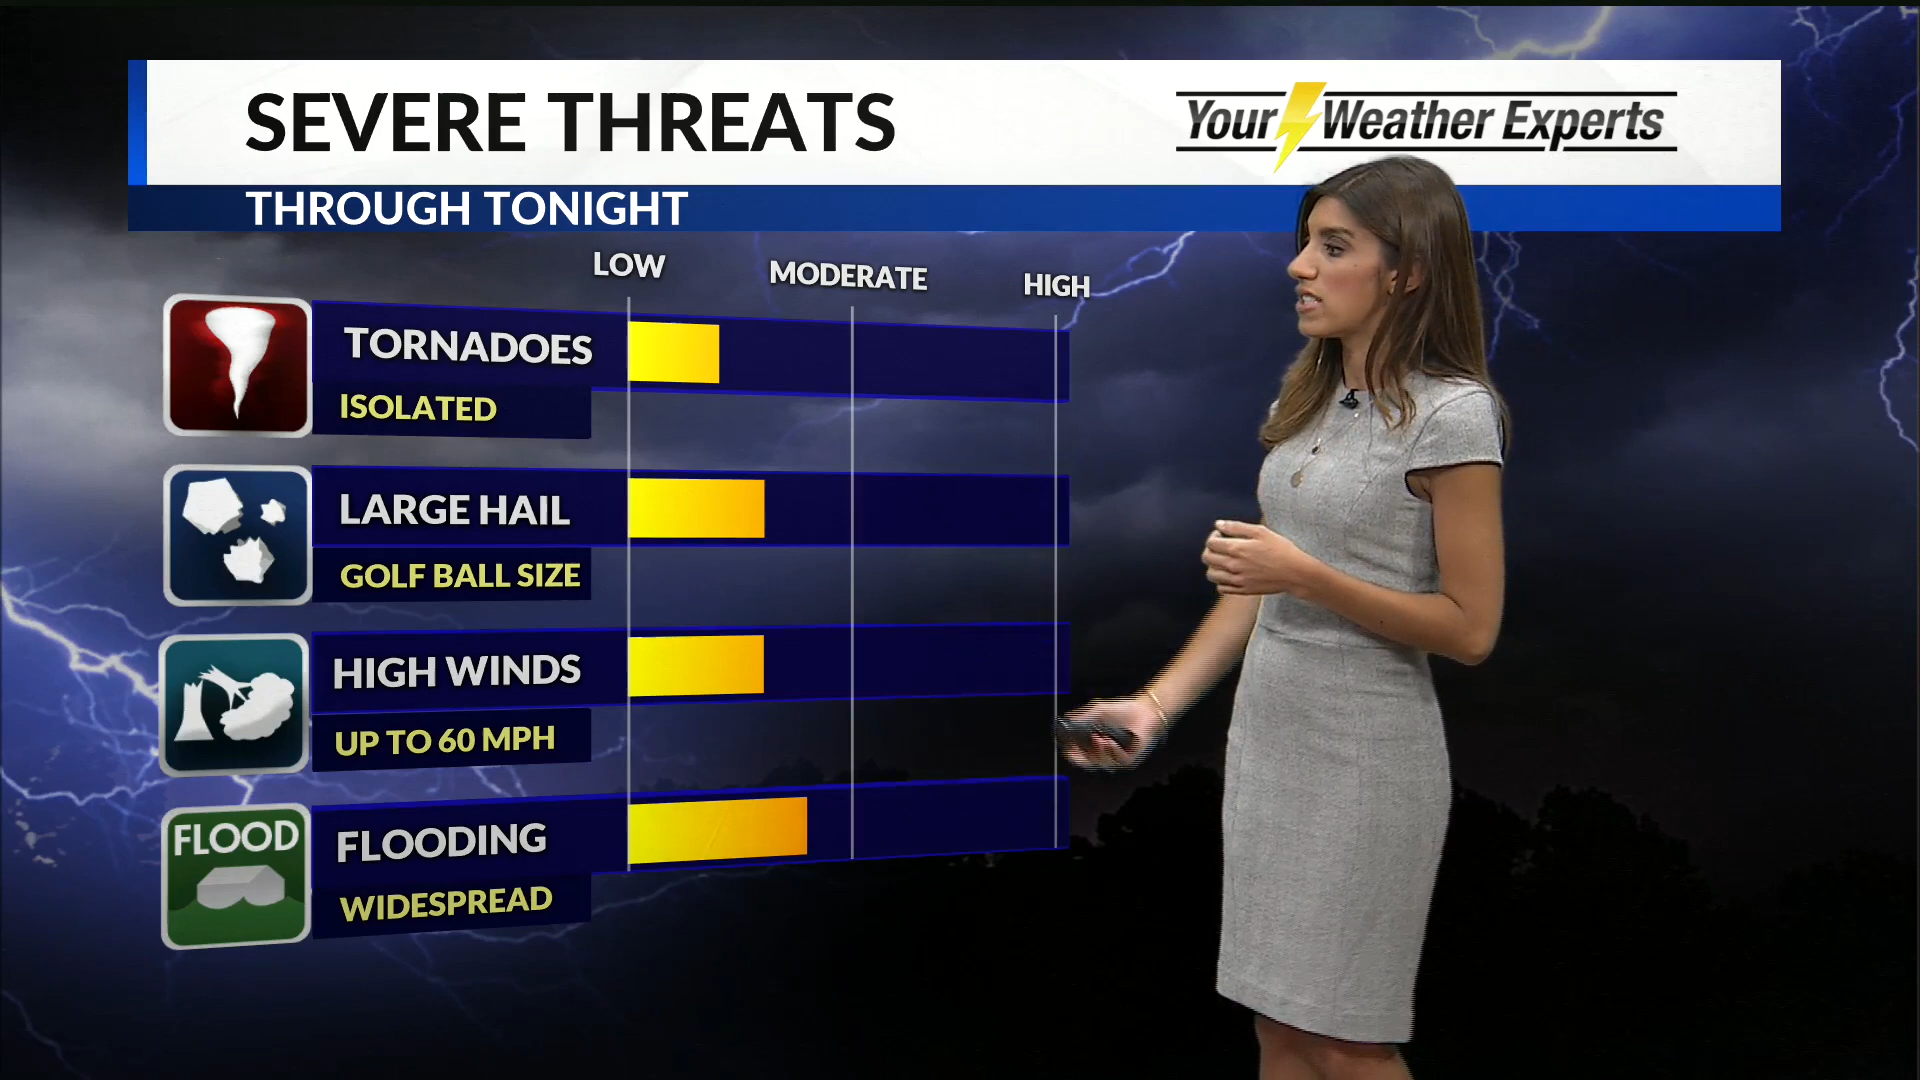 SEVERE THREATS
Your Weather Experts
THROUGH TONIGHT
LOW MODERATE HIGH
TORNADOES
ISOLATED
LARGE HAIL
GOLF BALL SIZE
HIGH WINDS
UP TO 60 MPH
FLOOD
FLOODING
WIDESPREAD